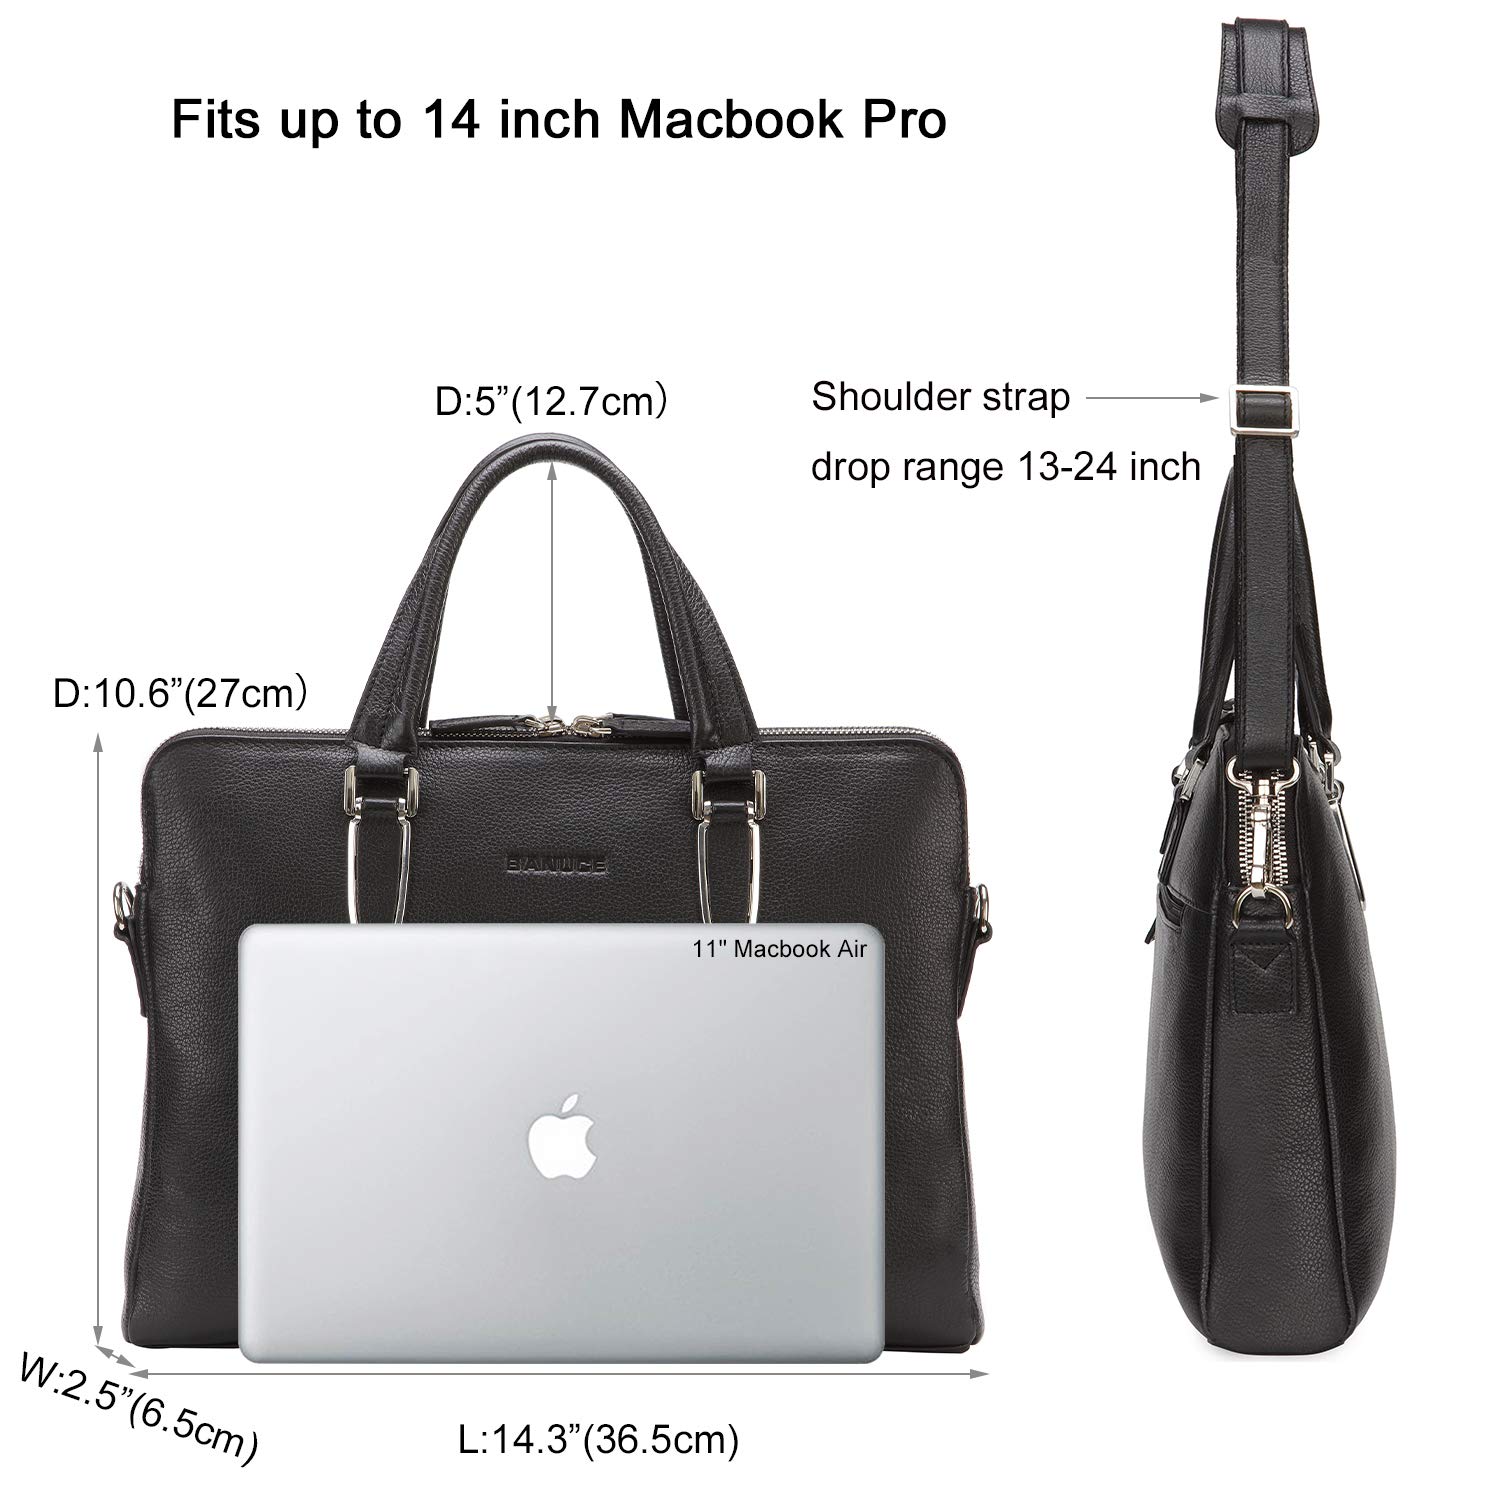 Fits up to 14 inch Macbook Pro
D:5”(12.7cm)
Shoulder strap
drop range 13-24 inch
D:10.6”(27cm)
BANUCE
11" Macbook Air
W:2.5”(6.5cm)
L:14.3”(36.5cm)